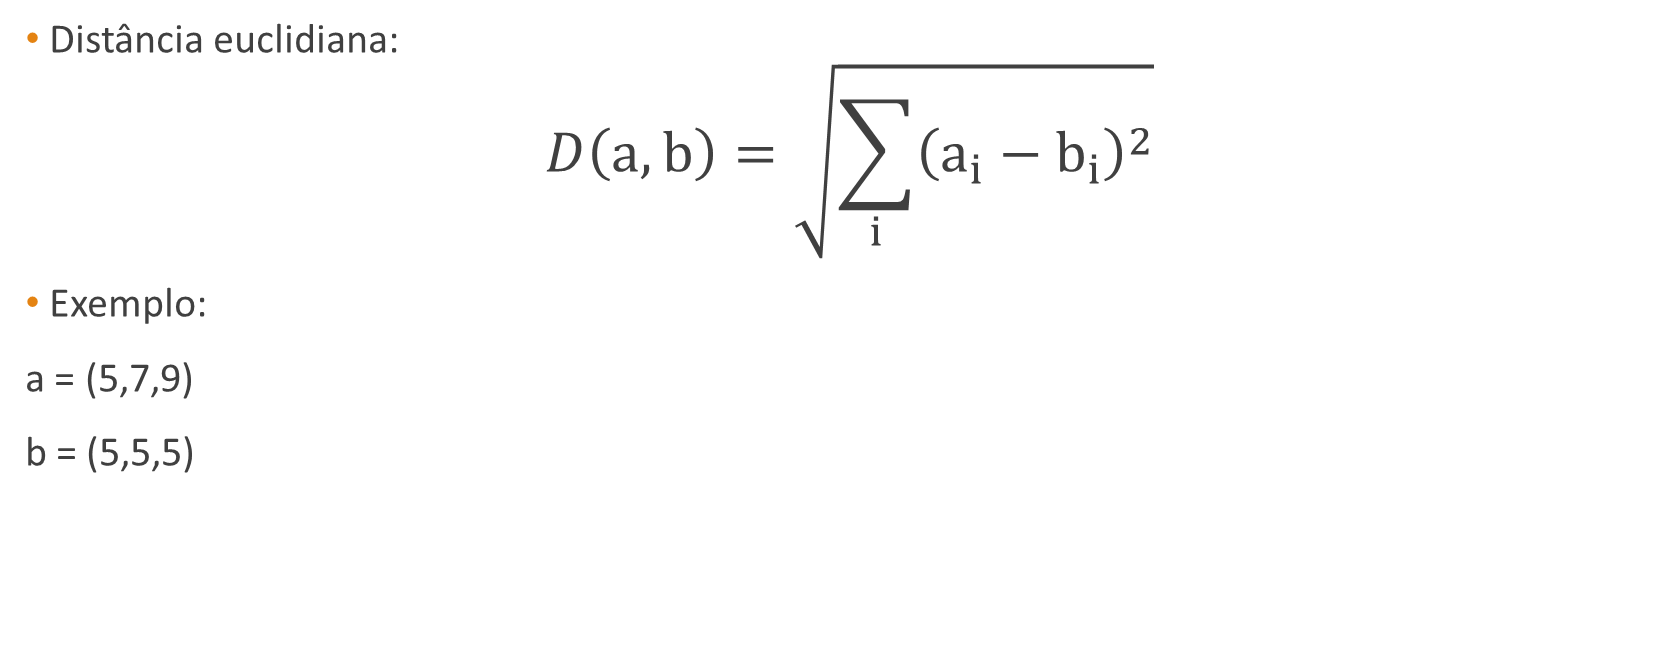 • Distância euclidiana:
D(a, b) = √∑i(ai − bi)²
• Exemplo:
a = (5,7,9)
b = (5,5,5)